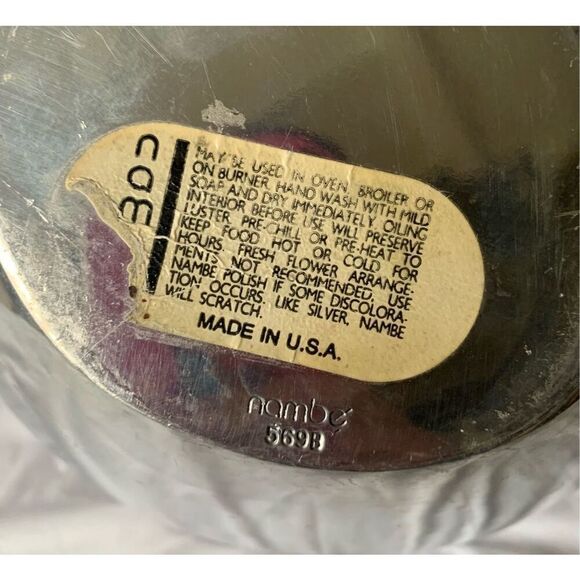 MAY BE USED IN OVEN, BROILER OR
ON BURNER. HAND WASH WITH MILD
SOAP AND DRY IMMEDIATELY. OILING
INTERIOR BEFORE USE WILL PRESERVE
LUSTER. PRE-CHILL OR PRE-HEAT TO
KEEP FOOD HOT OR COLD FOR
HOURS. FRESH FLOWER ARRANGE-
MENTS NOT RECOMMENDED. USE
NAMBE POLISH IF SOME DISCOLORA-
TION OCCURS. LIKE SILVER, NAMBE
WILL SCRATCH.
MADE IN U.S.A.
nambé
569B